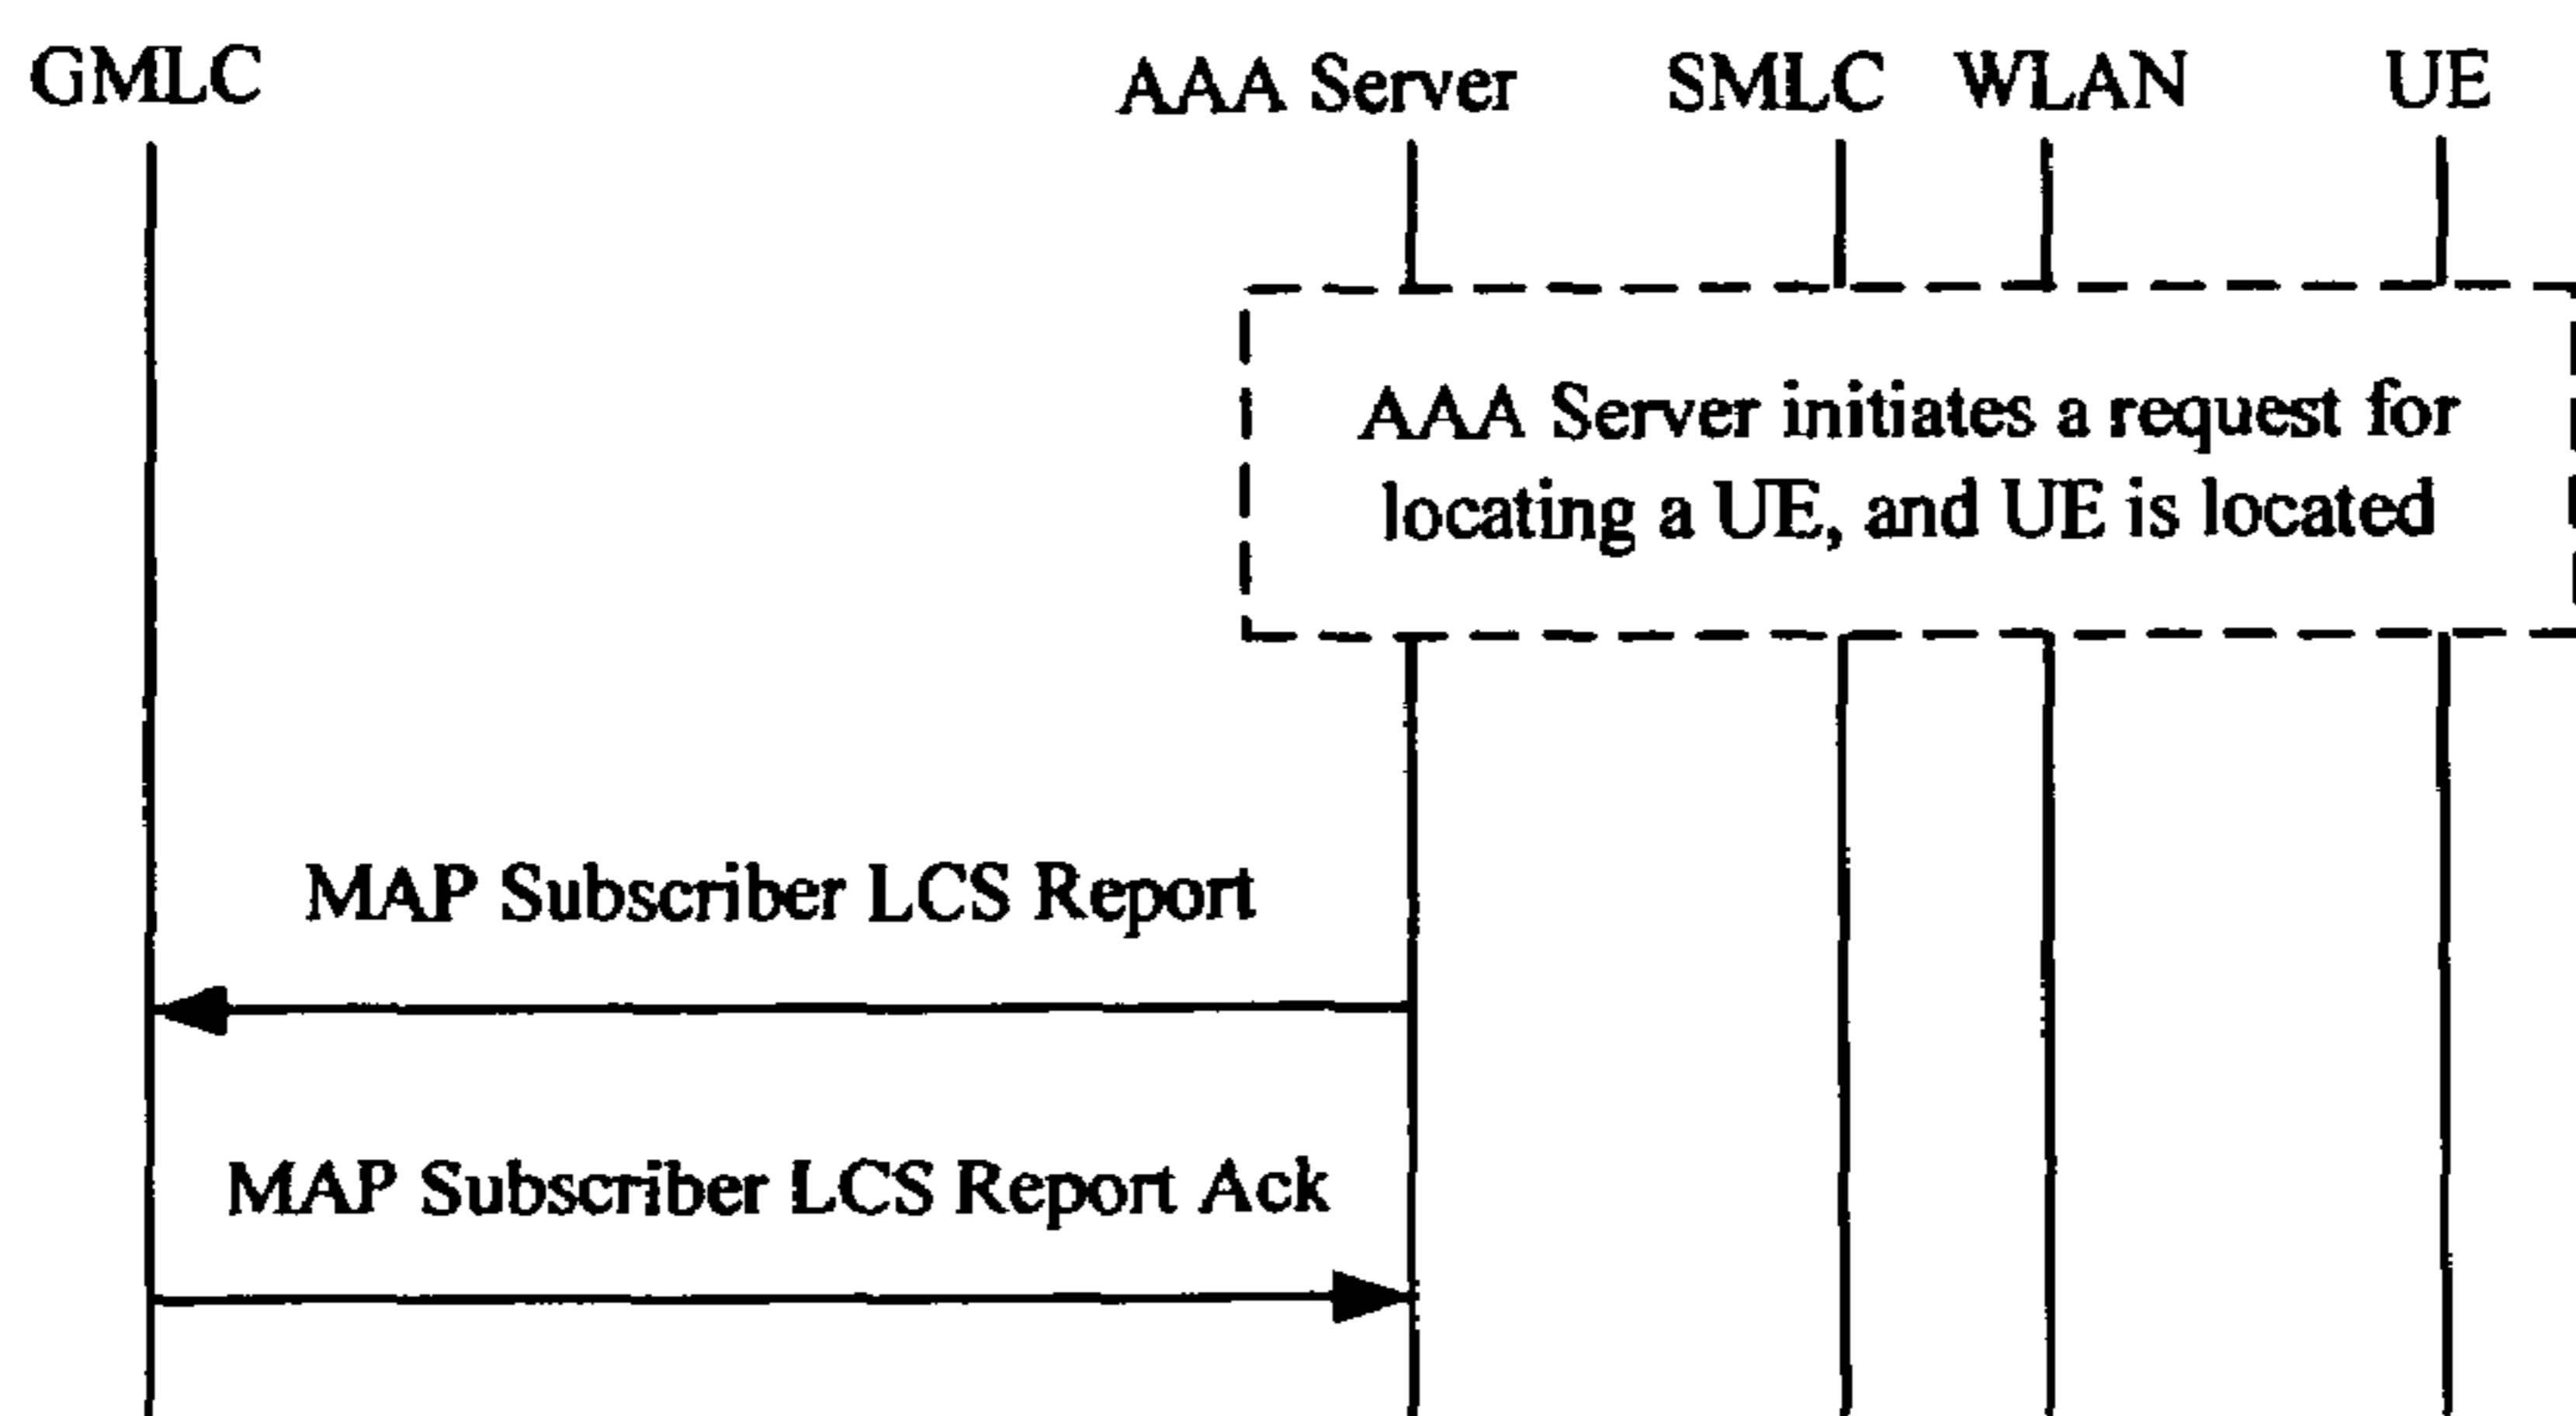 GMLC AAA Server SMLC WLAN UE
AAA Server initiates a request for
locating a UE, and UE is located
MAP Subscriber LCS Report
MAP Subscriber LCS Report Ack